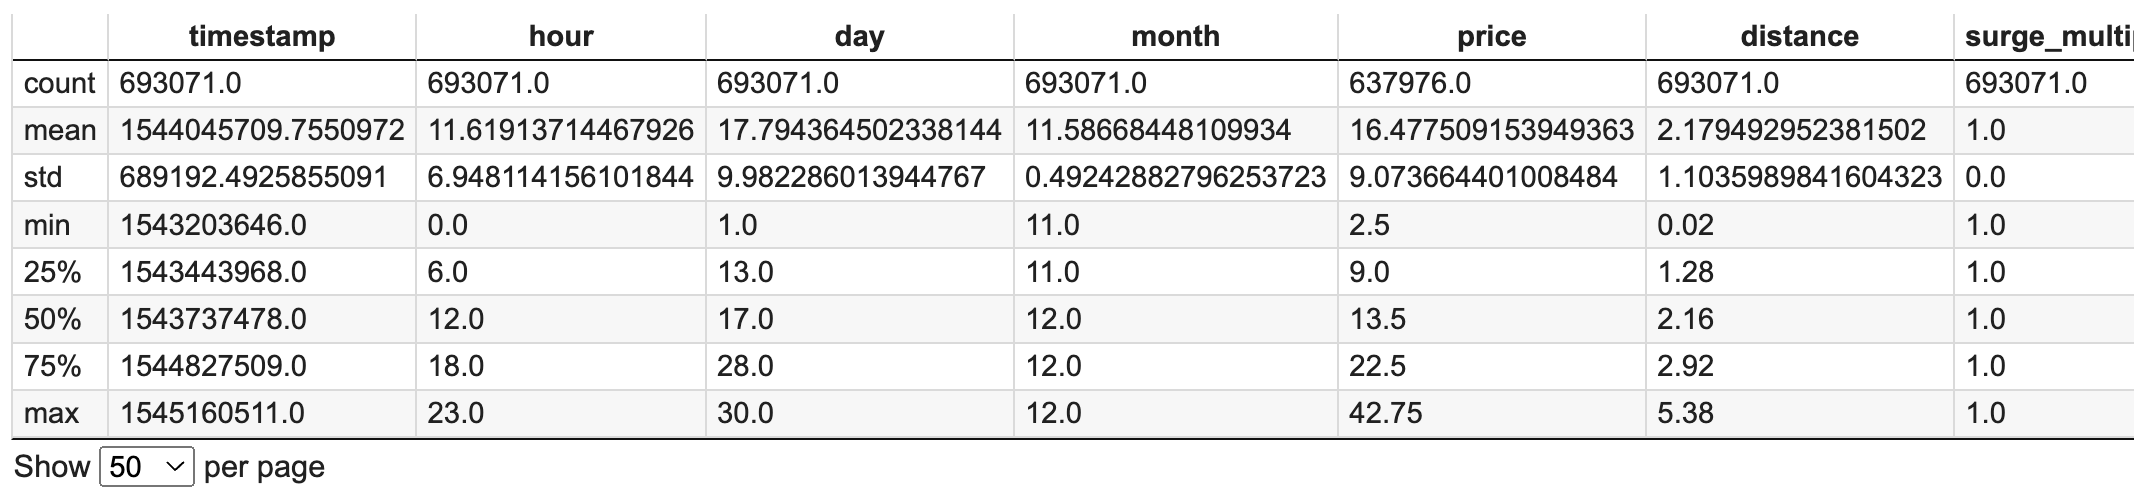 timestamp hour day month price distance surge_multip
count 693071.0 693071.0 693071.0 693071.0 637976.0 693071.0 693071.0
mean 1544045709.7550972 11.61913714467926 17.794364502338144 11.58668448109934 16.477509153949363 2.179492952381502 1.0
std 689192.4925855091 6.948114156101844 9.982286013944767 0.49242882796253723 9.073664401008484 1.1035989841604323 0.0
min 1543203646.0 0.0 1.0 11.0 2.5 0.02 1.0
25% 1543443968.0 6.0 13.0 11.0 9.0 1.28 1.0
50% 1543737478.0 12.0 17.0 12.0 13.5 2.16 1.0
75% 1544827509.0 18.0 28.0 12.0 22.5 2.92 1.0
max 1545160511.0 23.0 30.0 12.0 42.75 5.38 1.0
Show 50 per page